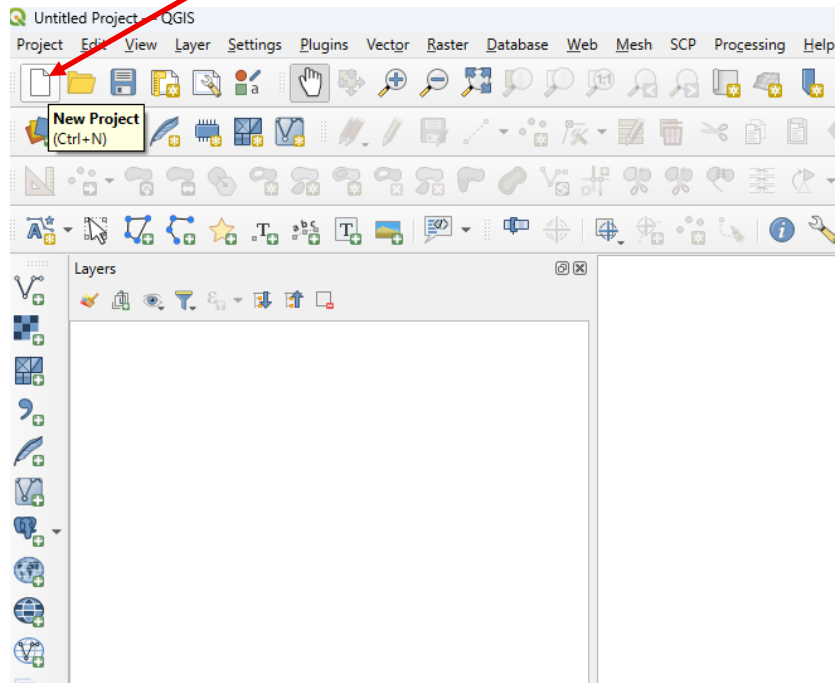 Untitled Project — QGIS
Project Edit View Layer Settings Plugins Vector Raster Database Web Mesh SCP Processing Help
New Project
(Ctrl+N)
Layers